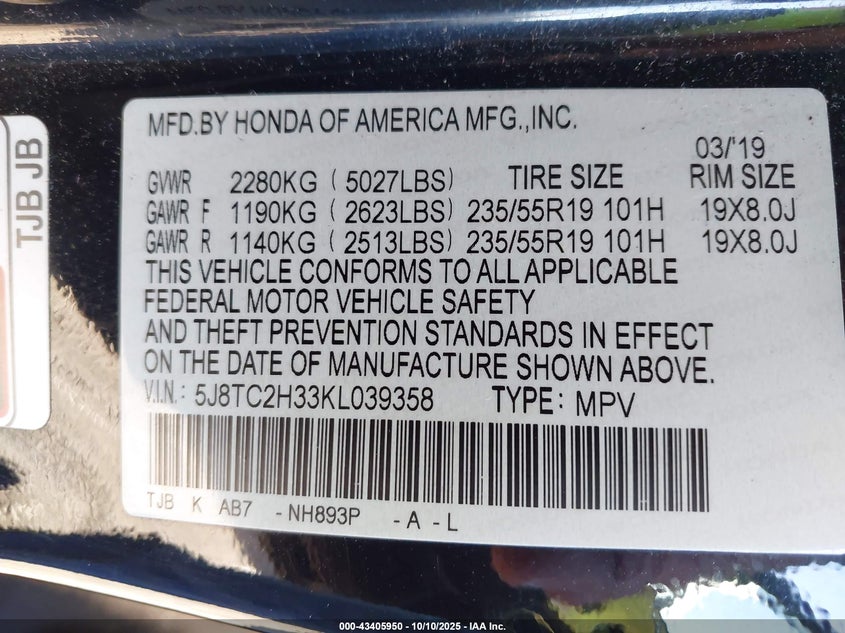 TJB JB
MFD.BY HONDA OF AMERICA MFG.,INC.
03/'19
GVWR 2280KG ( 5027LBS) TIRE SIZE RIM SIZE
GAWR F 1190KG ( 2623LBS) 235/55R19 101H 19X8.0J
GAWR R 1140KG ( 2513LBS) 235/55R19 101H 19X8.0J
THIS VEHICLE CONFORMS TO ALL APPLICABLE
FEDERAL MOTOR VEHICLE SAFETY
AND THEFT PREVENTION STANDARDS IN EFFECT
ON THE DATE OF MANUFACTURE SHOWN ABOVE.
V.I.N.: 5J8TC2H33KL039358 TYPE: MPV
TJB K AB7 -NH893P -A -L
000-43405950 - 10/10/2025 - IAA Inc.